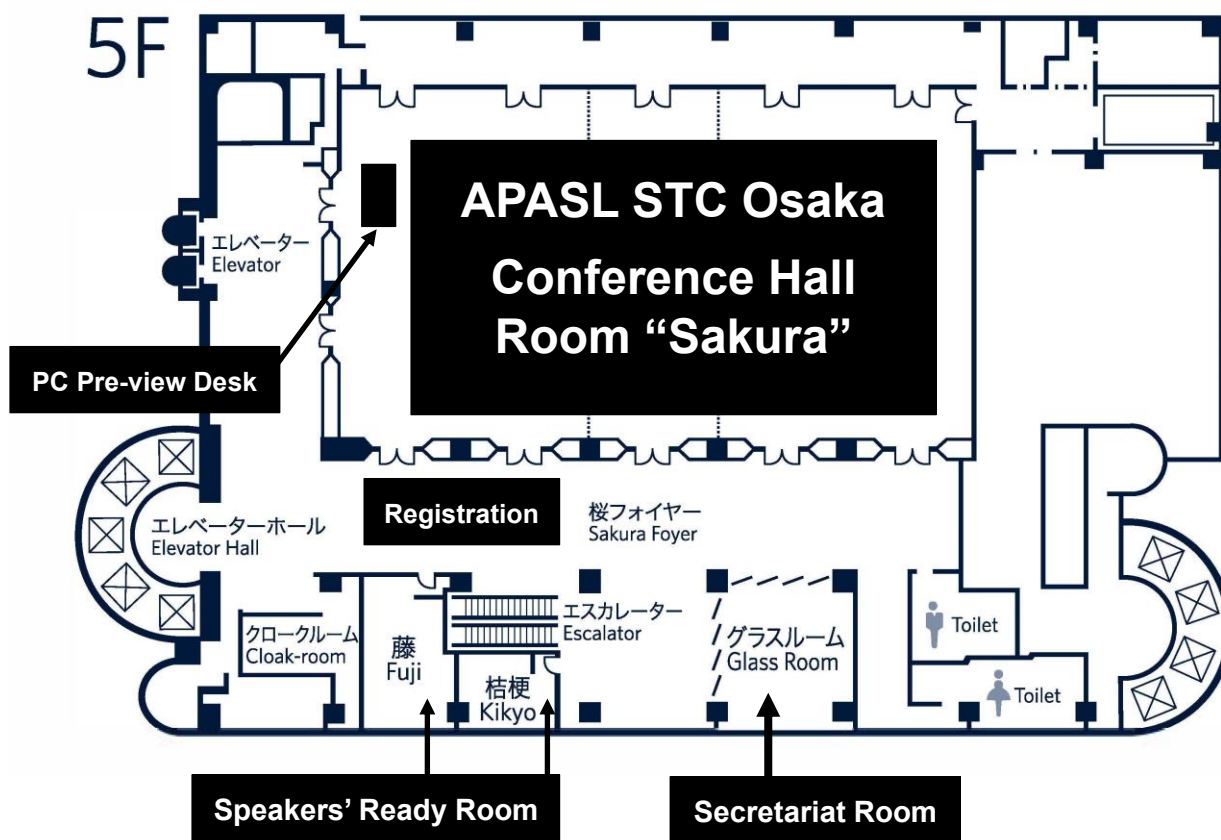 5F
APASL STC Osaka
Conference Hall
Room “Sakura”
エレベーター
Elevator
PC Pre-view Desk
Registration
桜フォイヤー
Sakura Foyer
エレベーターホール
Elevator Hall
クロークルーム
Cloak-room
藤
Fuji
エスカレーター
Escalator
桔梗
Kikyo
グラスルーム
Glass Room
Toilet
Toilet
Speakers’ Ready Room
Secretariat Room